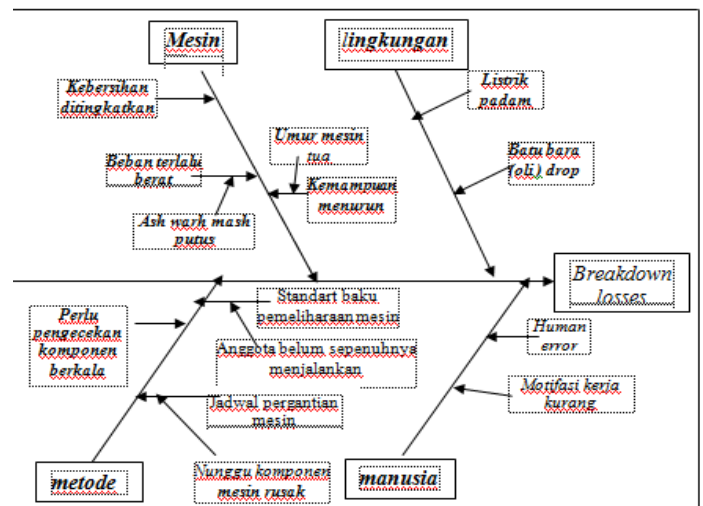 Mesin
lingkungan
Kebersihan
ditingkatkan
Listrik
padam
Umur mesin
tua
Beban terlalu
berat
Batu bara
(oli) drop
Kemampuan
menurun
Ash warh mash
putus
Breakdown
losses
Standart baku
pemeliharaan mesin
Perlu
pengecekan
komponen
berkala
Human
error
Anggota belum sepenuhnya
menjalankan
Motifasi kerja
kurang
Jadwal pergantian
mesin
Nunggu komponen
mesin rusak
metode
manusia